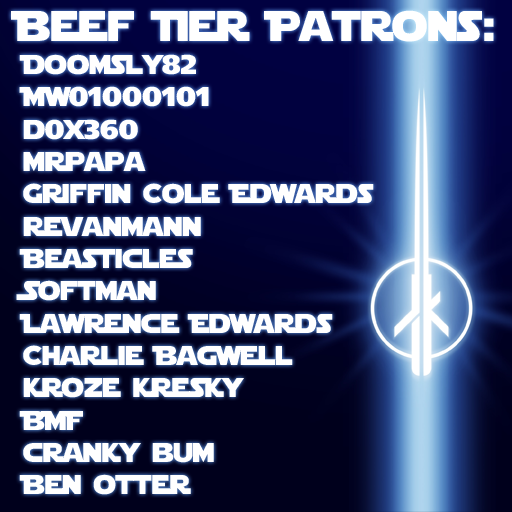 Beef Tier Patrons:
Doomsly82
MW01000101
D0X360
MRPAPA
Griffin Cole Edwards
Revanmann
Beasticles
Softman
Lawrence Edwards
Charlie Bagwell
Kroze Kresky
BMF
Cranky Bum
Ben Otter